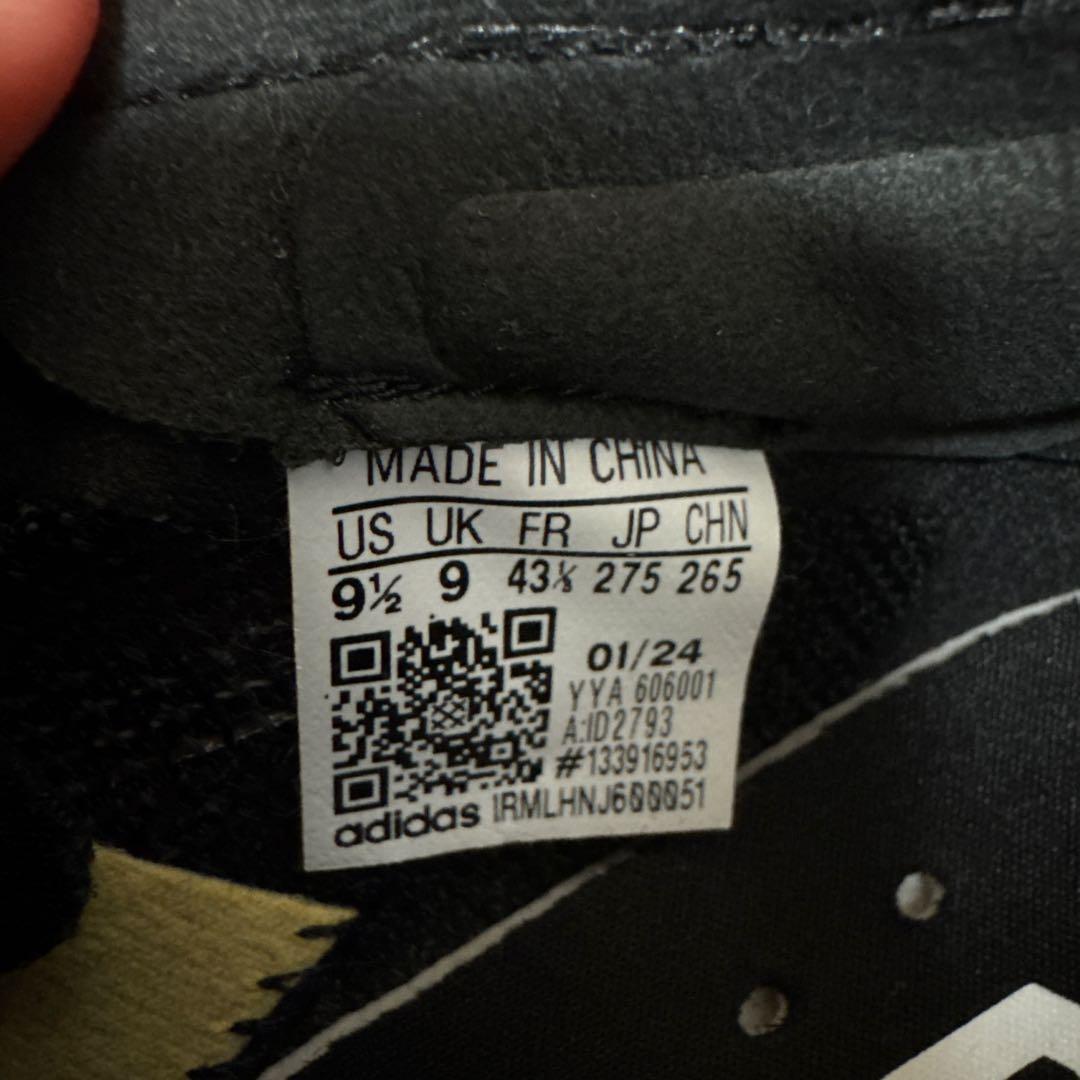 MADE IN CHINA
US UK FR JP CHN
9½ 9 43⅓ 275 265
01/24
YYA 606001
A:ID2793
#133916953
adidas 1RMLHNJ600051